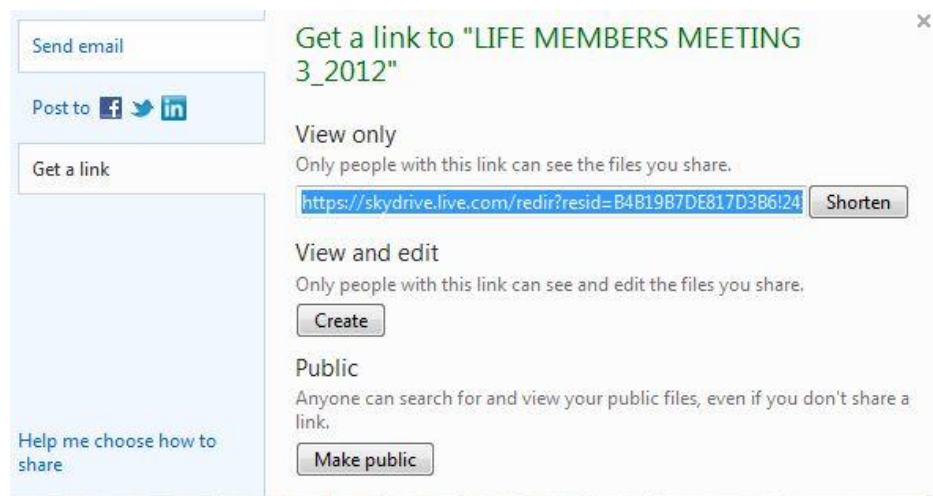 Send email
Post to
Get a link
Help me choose how to
share
Get a link to "LIFE MEMBERS MEETING
3_2012"
View only
Only people with this link can see the files you share.
https://skydrive.live.com/redir?resid=B4B19B7DE817D3B6!24 Shorten
View and edit
Only people with this link can see and edit the files you share.
Create
Public
Anyone can search for and view your public files, even if you don't share a
link.
Make public